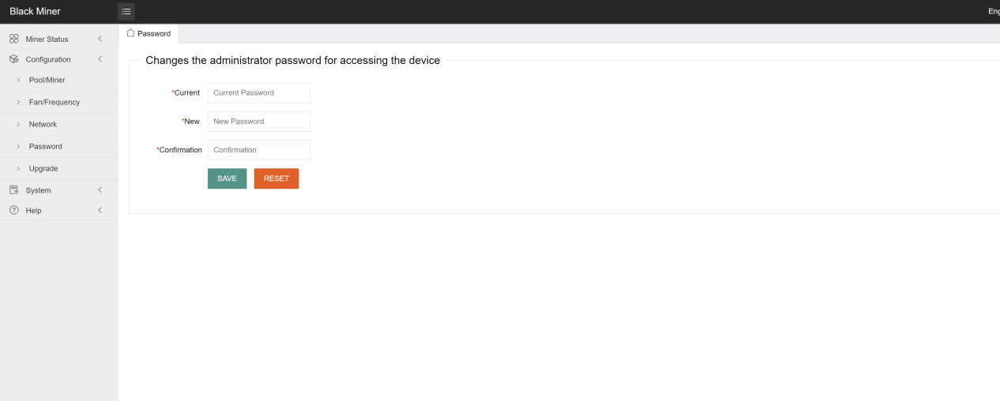 Black Miner
Eng
Miner Status
Configuration
Pool/Miner
Fan/Frequency
Network
Password
Upgrade
System
Help
Password
Changes the administrator password for accessing the device
*Current Current Password
*New New Password
*Confirmation Confirmation
SAVE RESET